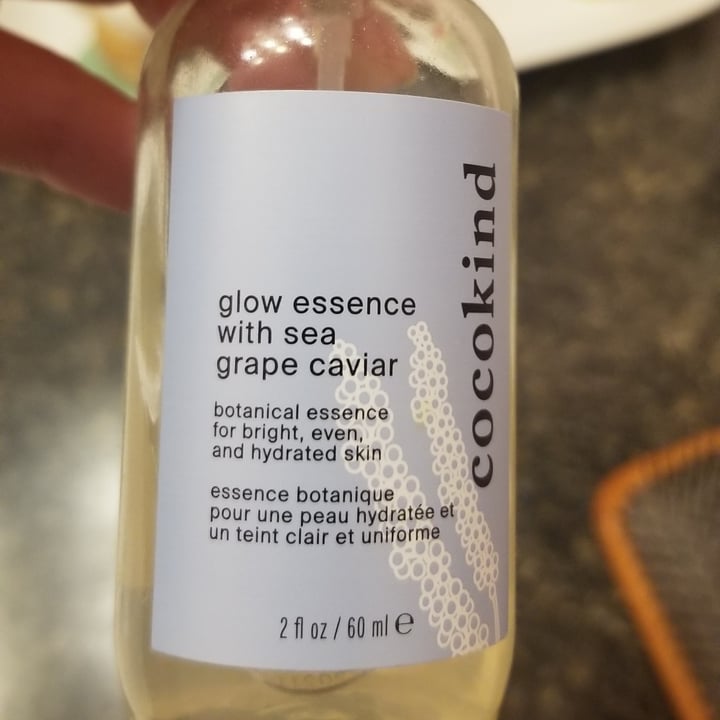 cocokind
glow essence
with sea
grape caviar
botanical essence
for bright, even,
and hydrated skin
essence botanique
pour une peau hydratée et
un teint clair et uniforme
2 fl oz / 60 ml ℮